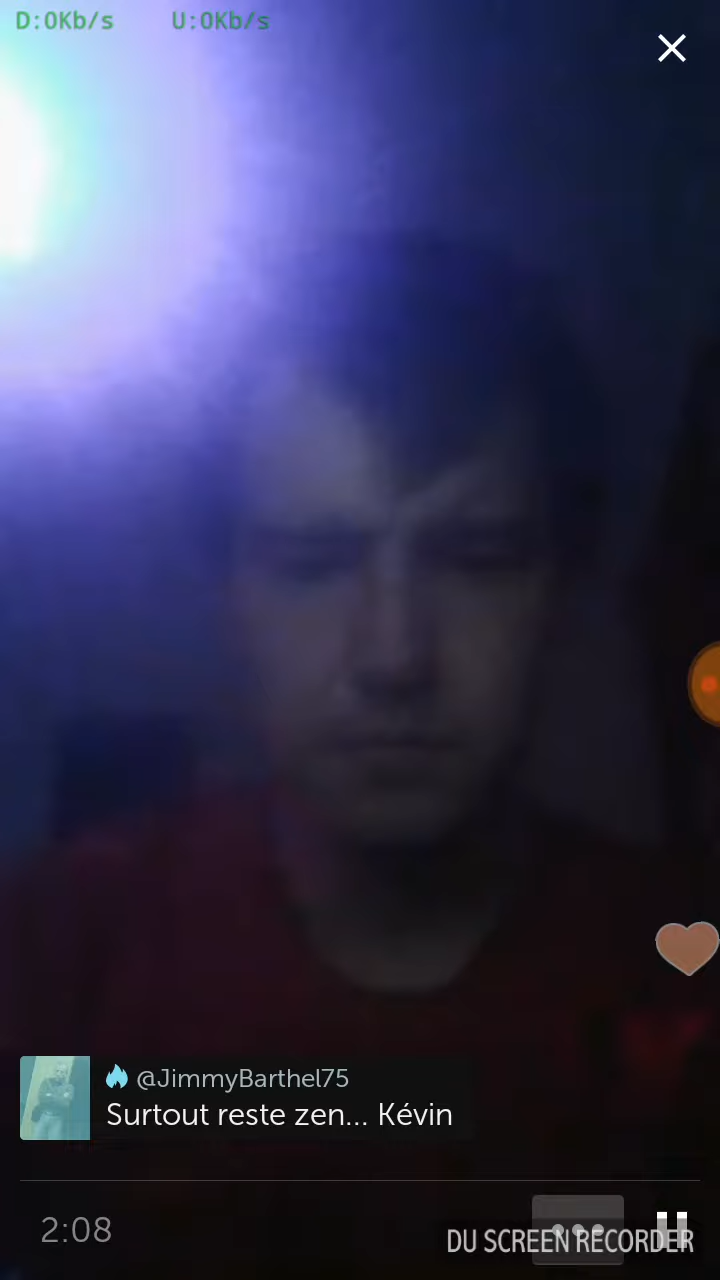 D:0Kb/s U:0Kb/s
@JimmyBarthel75
Surtout reste zen... Kévin
2:08
DU SCREEN RECORDER